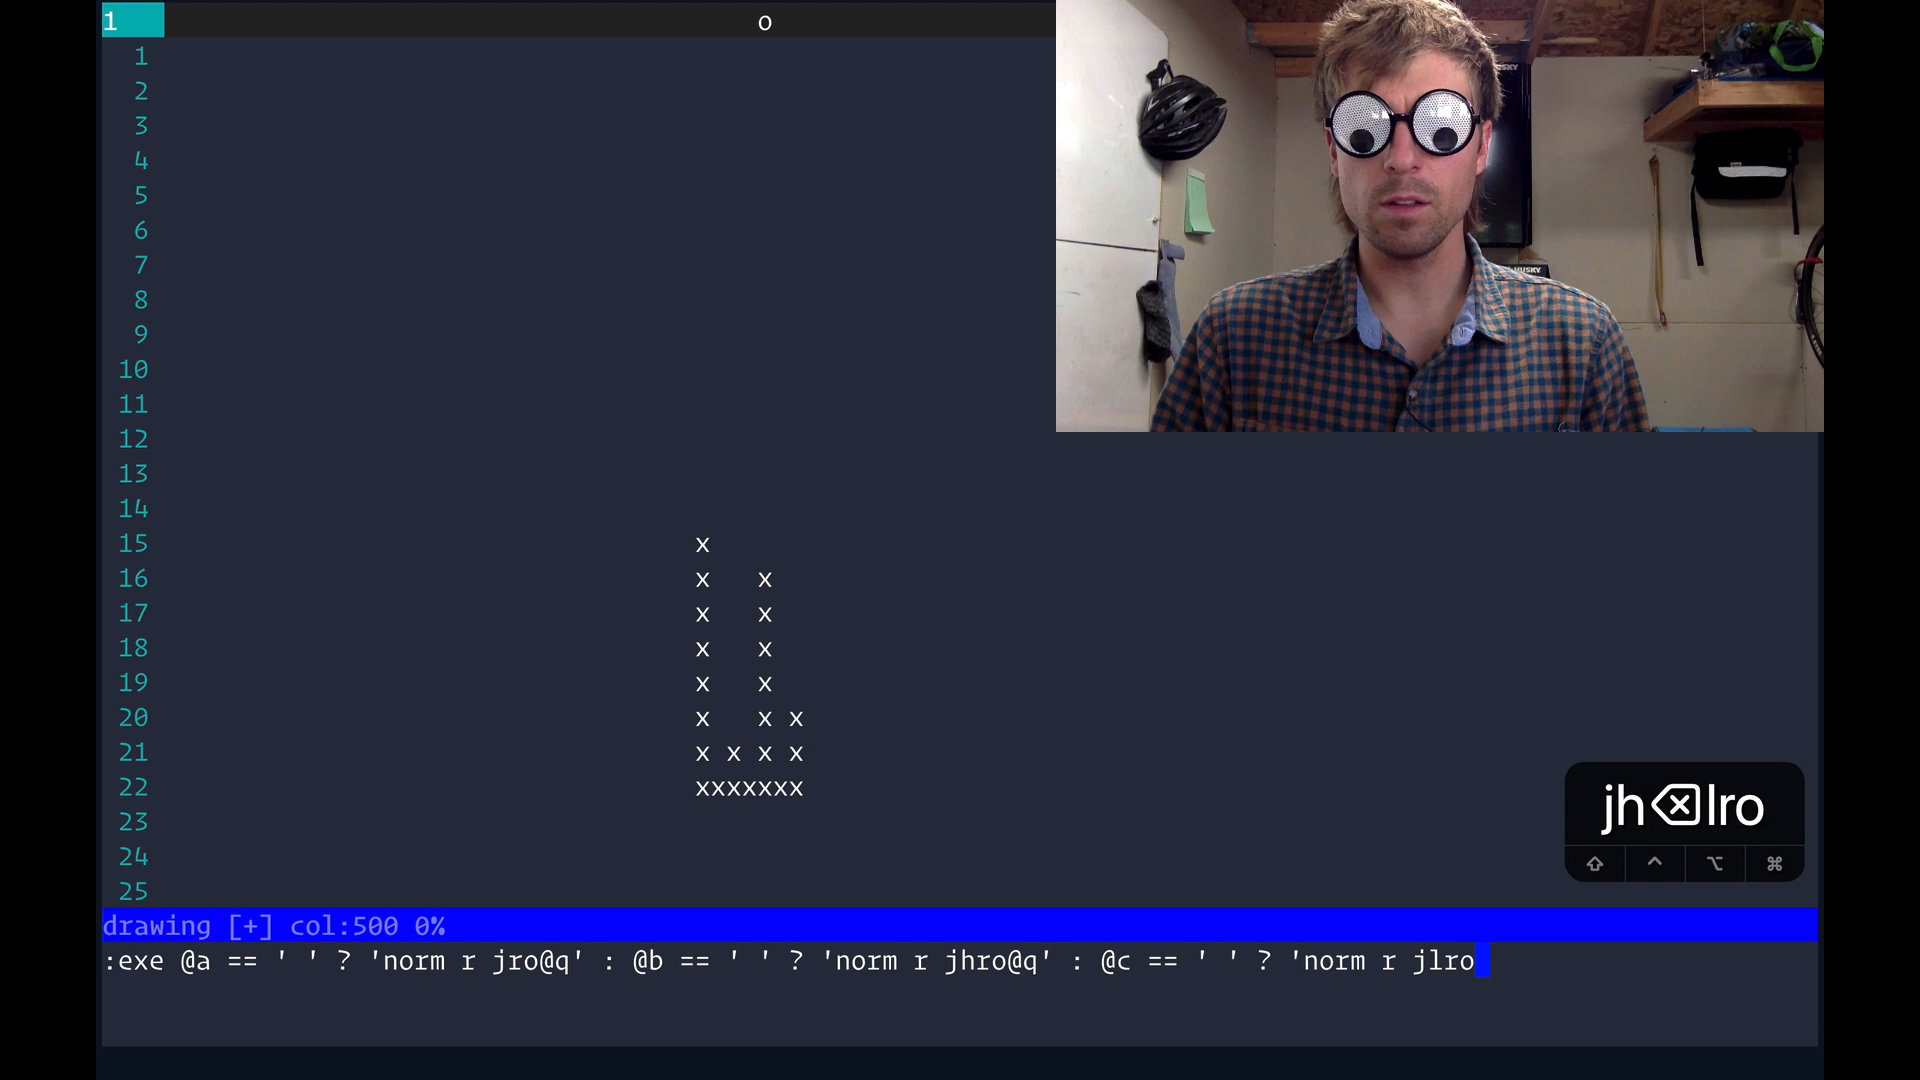 1 o
1
2
3
4
5
6
7
8
9
10
11
12
13
14
15 x
16 x x
17 x x
18 x x
19 x x
20 x x x
21 x x x x
22 xxxxxxx
23
24
25
drawing [+] col:500 0%
:exe @a == ' ' ? 'norm r jro@q' : @b == ' ' ? 'norm r jhro@q' : @c == ' ' ? 'norm r jlro
HUSKY
jh⌫lro
⇧ ⌃ ⌥ ⌘